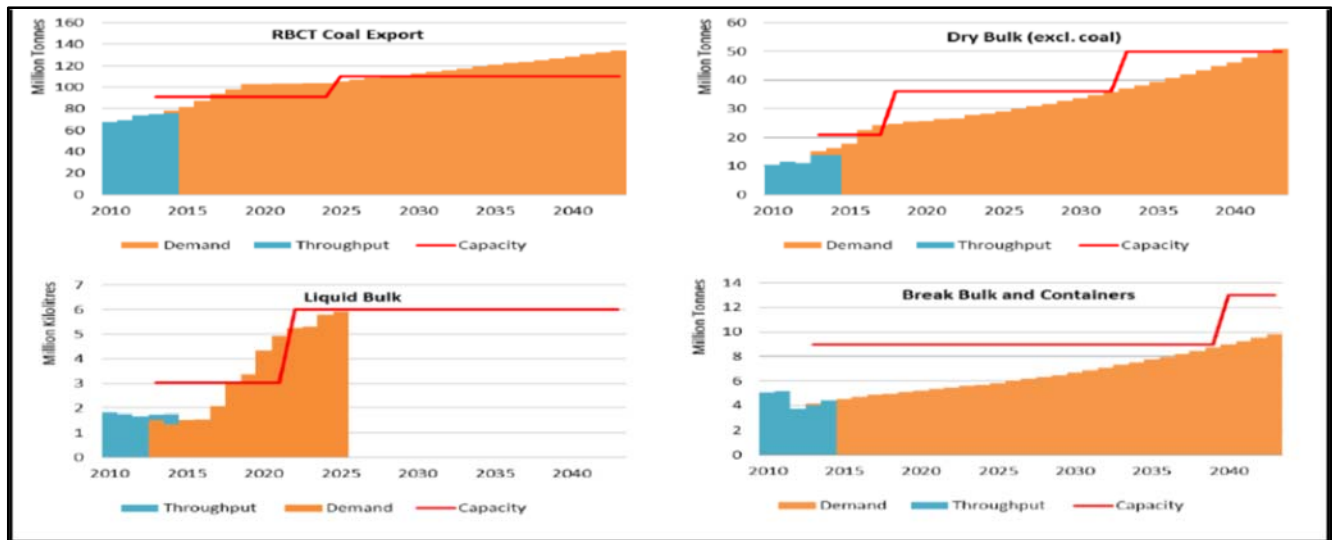 RBCT Coal Export
Million Tonnes
160
140
120
100
80
60
40
20
0
2010 2015 2020 2025 2030 2035 2040
Demand Throughput Capacity
Dry Bulk (excl. coal)
Million Tonnes
60
50
40
30
20
10
0
2010 2015 2020 2025 2030 2035 2040
Demand Throughput Capacity
Liquid Bulk
Million Kilolitres
7
6
5
4
3
2
1
0
2010 2015 2020 2025 2030 2035 2040
Throughput Demand Capacity
Break Bulk and Containers
Million Tonnes
14
12
10
8
6
4
2
0
2010 2015 2020 2025 2030 2035 2040
Demand Throughput Capacity